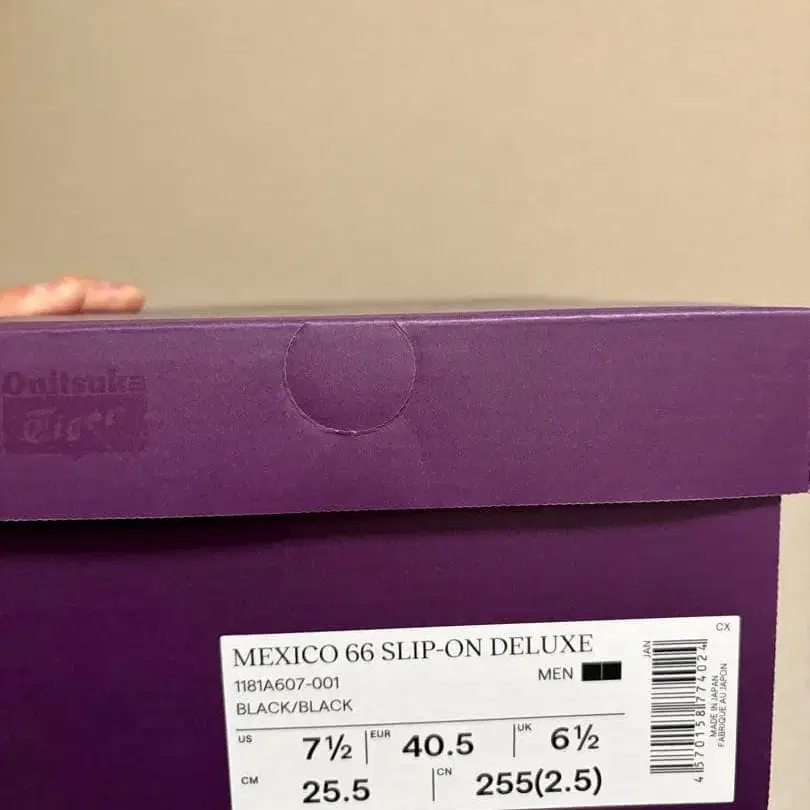 Onitsuka
Tiger
MEXICO 66 SLIP-ON DELUXE
1181A607-001
MEN
BLACK/BLACK
US 7½ EUR 40.5 UK 6½
CM 25.5 CN 255(2.5)
JAN
4570158774024
MADE IN JAPAN
FABRIQUE AU JAPON
CX